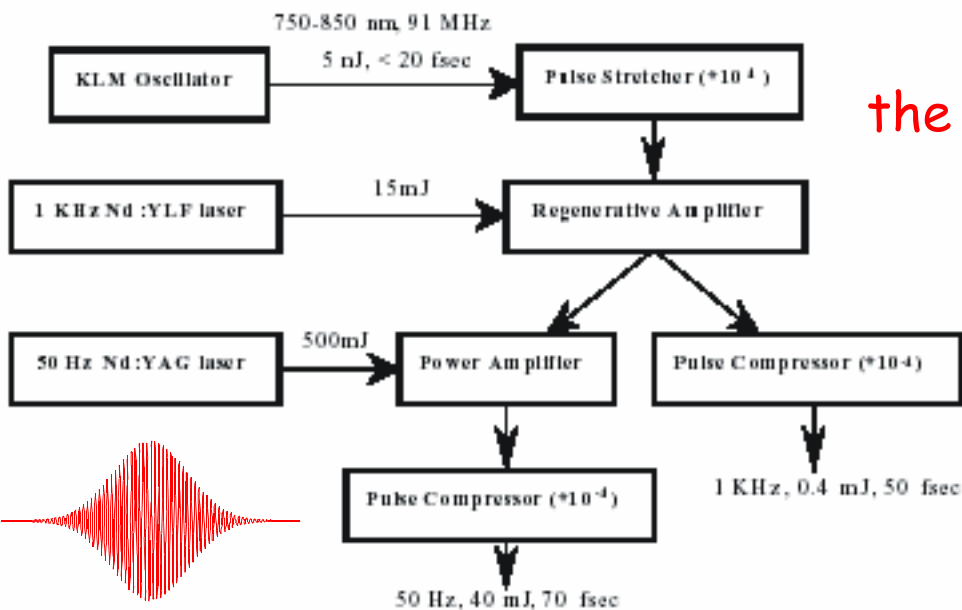 750-850 nm, 91 MHz
5 nJ, < 20 fsec
KLM Oscillator
Pulse Stretcher (*10⁴)
the
15mJ
1 KHz Nd:YLF laser
Regenerative Amplifier
500mJ
50 Hz Nd:YAG laser
Power Amplifier
Pulse Compressor (*10⁻⁴)
Pulse Compressor (*10⁻⁴)
1 KHz, 0.4 mJ, 50 fsec
50 Hz, 40 mJ, 70 fsec